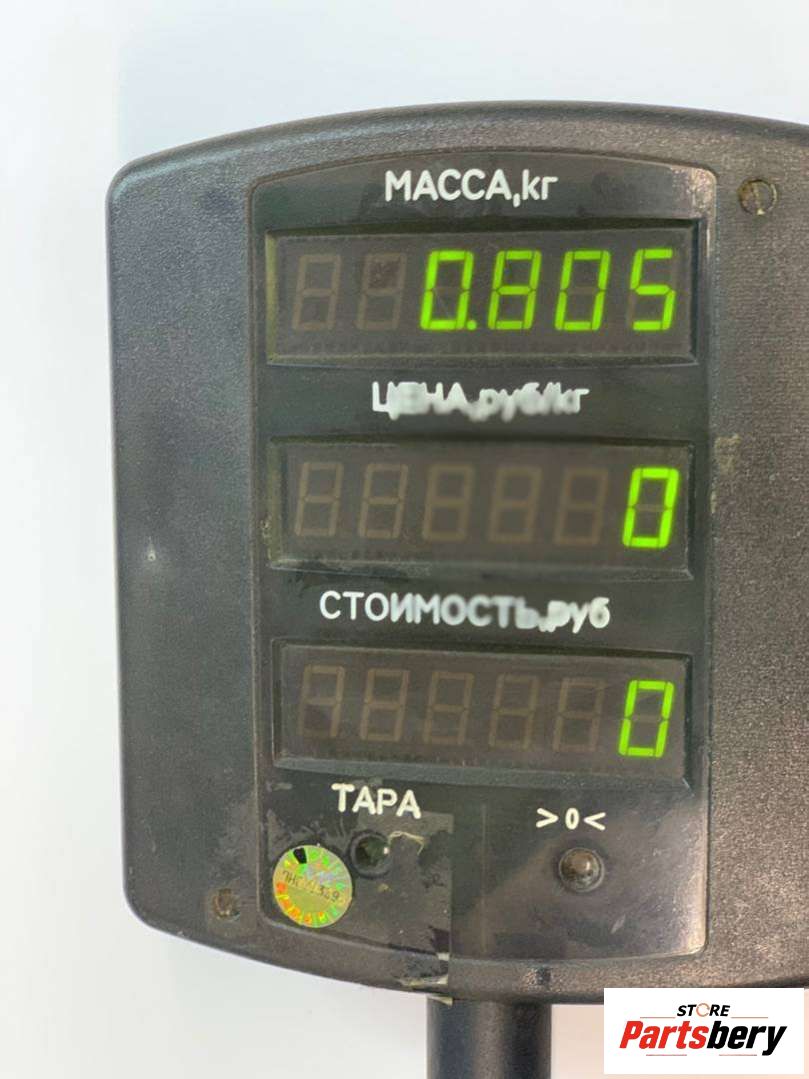 МАССА,кг
0.805
ЦЕНА,руб/кг
0
СТОИМОСТЬ,руб
0
ТАРА >0<
STORE
Partsbery